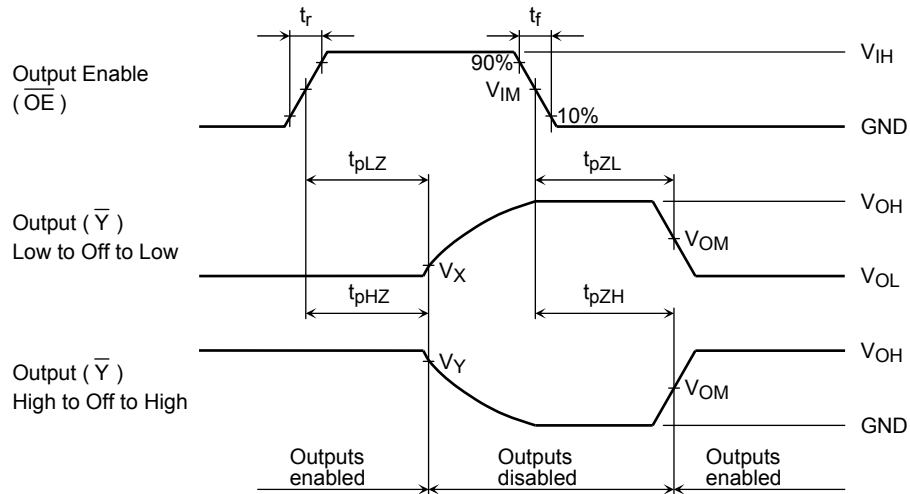 tr
tf
VIH
90%
Output Enable
( OE )
VIM
10%
GND
tpLZ
tpZL
VOH
Output ( Y )
Low to Off to Low
VOM
VX
VOL
tpHZ
tpZH
VOH
Output ( Y )
High to Off to High
VY
VOM
GND
Outputs
enabled
Outputs
disabled
Outputs
enabled